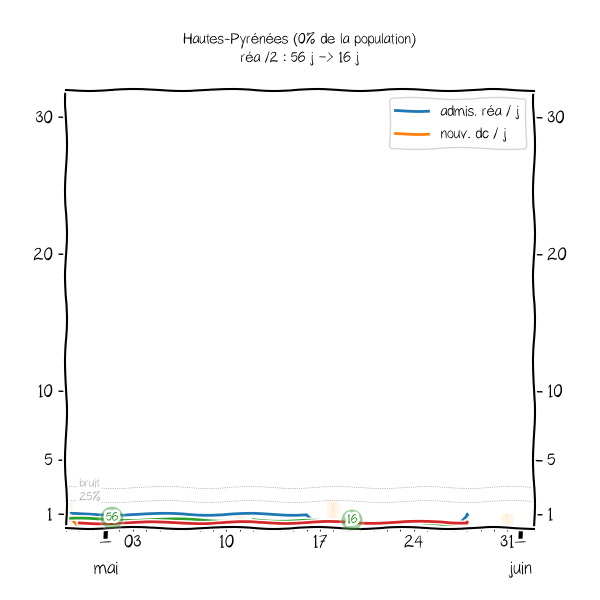 Hautes-Pyrénées (0% de la population)
réa /2 : 56 j -> 16 j
admis. réa / j
nouv. dc / j
30
30
20
20
10
10
5
5
bruit
25%
1
1
56
16
03
10
17
24
31
mai
juin